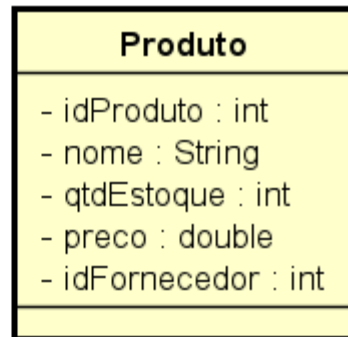 Produto
- idProduto : int
- nome : String
- qtdEstoque : int
- preco : double
- idFornecedor : int